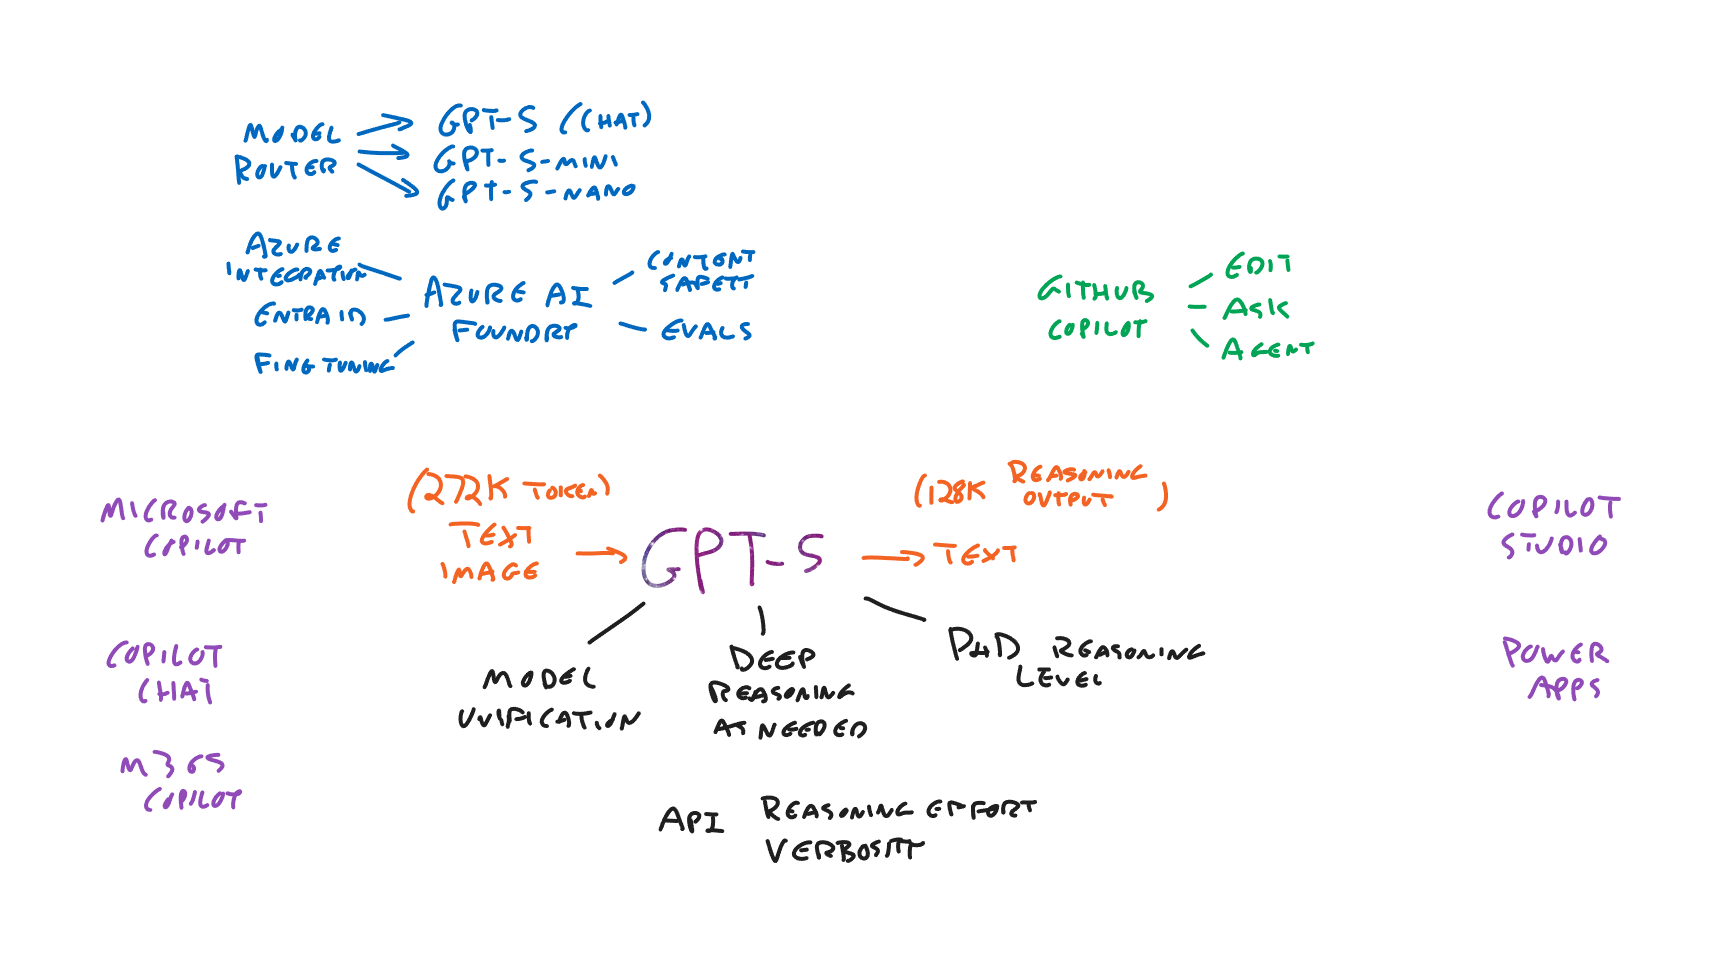 MODEL
ROUTER
GPT-5 (CHAT)
GPT-5-MINI
GPT-5-NANO
AZURE
INTEGRATION
ENTRA ID
FINE TUNING
AZURE AI
FOUNDRY
CONTENT
SAFETY
EVALS
GITHUB
COPILOT
EDIT
ASK
AGENT
MICROSOFT
COPILOT
COPILOT
CHAT
M365
COPILOT
(272K TOKEN)
TEXT
IMAGE
GPT-5
(128K REASONING
OUTPUT)
TEXT
MODEL
UNIFICATION
DEEP
REASONING
AS NEEDED
PHD REASONING
LEVEL
API
REASONING EFFORT
VERBOSITY
COPILOT
STUDIO
POWER
APPS